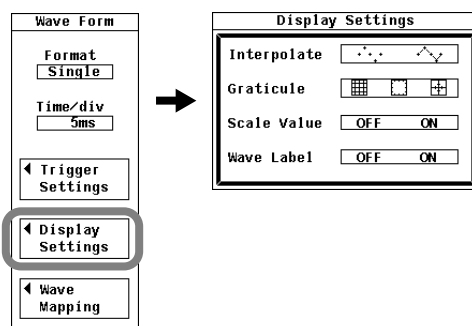 Wave Form
Format
Single
Time/div
5ms
Trigger
Settings
Display
Settings
Wave
Mapping
Display Settings
Interpolate
Graticule
Scale Value OFF ON
Wave Label OFF ON